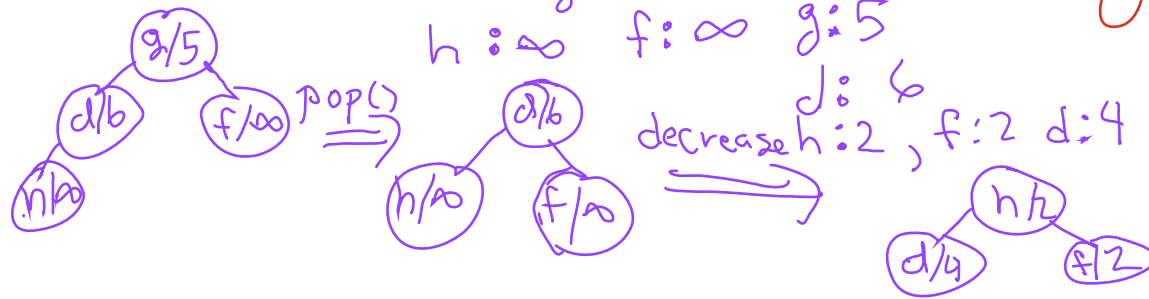 h : ∞ f : ∞ g : 5
g/5
d : 6
d/6 f/∞ pop() d/6
decrease h : 2 , f : 2 d : 4
h/∞ h/∞ f/∞ h/2
d/4 f/2